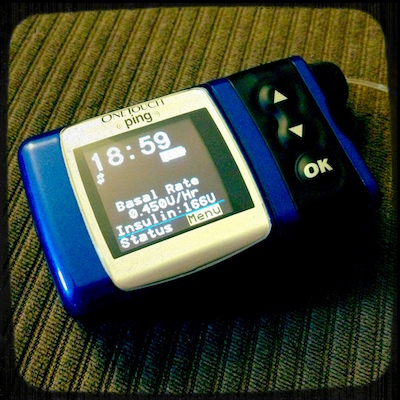 ONETOUCH
ping
18:59
Basal Rate
0.450U/Hr
Insulin:166U
Status Menu
OK